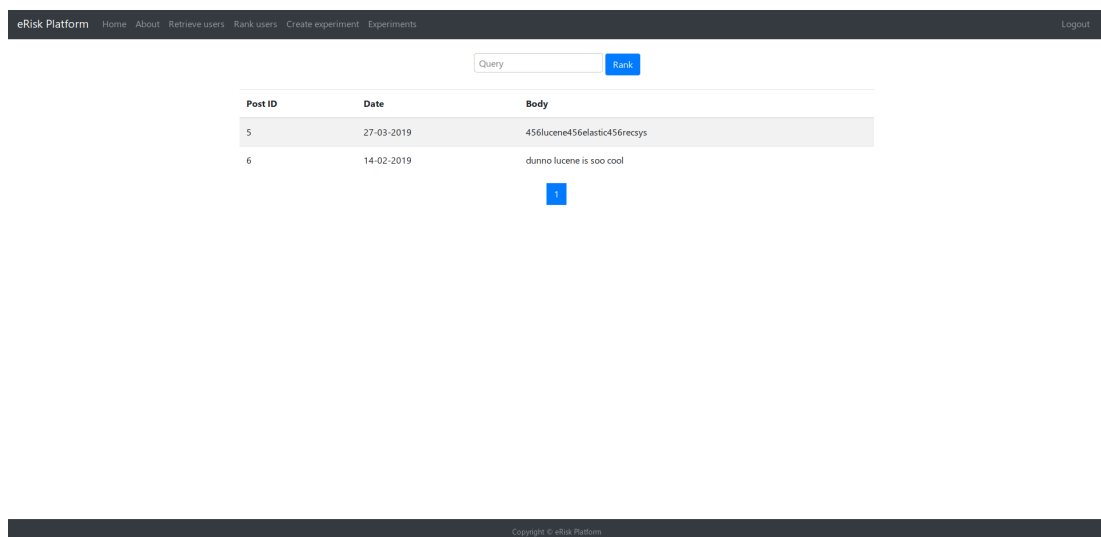 eRisk Platform Home About Retrieve users Rank users Create experiment Experiments Logout
Query Rank
Post ID Date Body
5 27-03-2019 456lucene456elastic456recsys
6 14-02-2019 dunno lucene is soo cool
1
Copyright © eRisk Platform